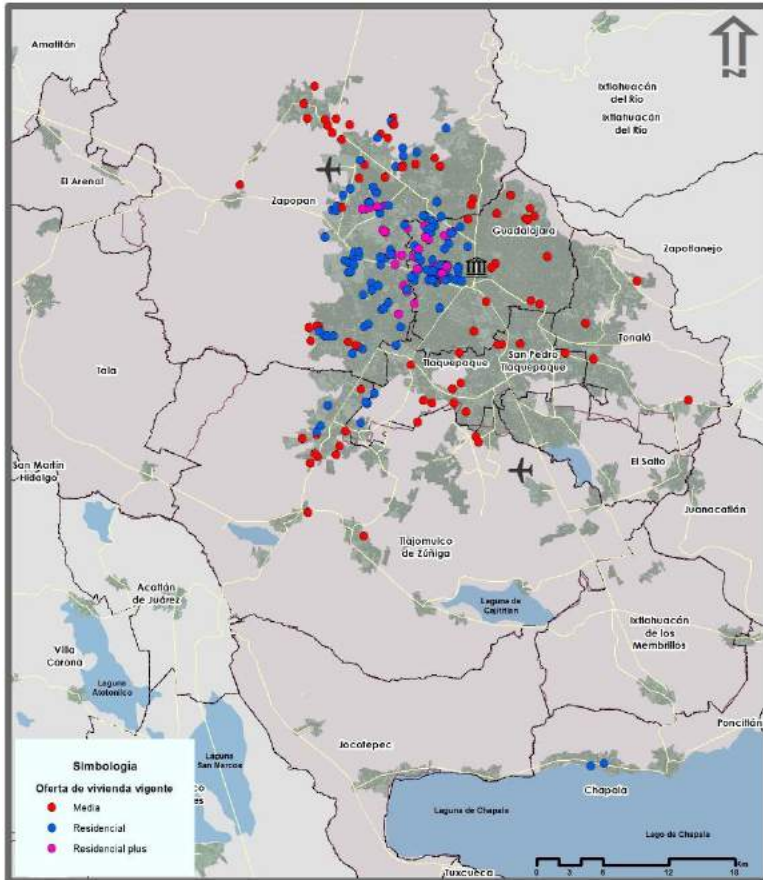 Amatitán
N
Ixtlahuacán
del Río
Ixtlahuacán
del Río
El Arenal
Zapopan
Guadalajara
Zapotlanejo
Tonalá
Tala
Tlaquepaque
San Pedro
Tlaquepaque
San Martín
Hidalgo
El Salto
Juanacatlán
Tlajomulco
de Zúñiga
Acatlán
de Juárez
Laguna de
Cajititlan
Ixtlahuacán
de los
Membrillos
Villa
Corona
Laguna
Atotonilco
Poncitlán
Jocotepec
Laguna
San Marcos
Chapala
Simbología
Oferta de vivienda vigente
Media
Residencial
Residencial plus
co
es
Laguna de Chapala
Lago de Chapala
0 3 6 12 18
Km
Tuxcueca